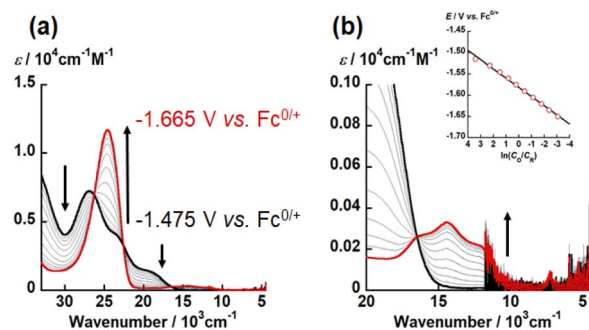 (a)
ε / 10⁴cm⁻¹M⁻¹
1.5
1.0
0.5
0.0
-1.665 V vs. Fc⁰/⁺
-1.475 V vs. Fc⁰/⁺
30 25 20 15 10 5
Wavenumber / 10³cm⁻¹
(b)
ε / 10⁴cm⁻¹M⁻¹
0.10
0.08
0.06
0.04
0.02
0
20 15 10 5
Wavenumber / 10³cm⁻¹
E / V vs. Fc⁰/⁺
-1.50
-1.55
-1.60
-1.65
-1.70
4 3 2 1 0 -1 -2 -3 -4
ln(C_O/C_R)